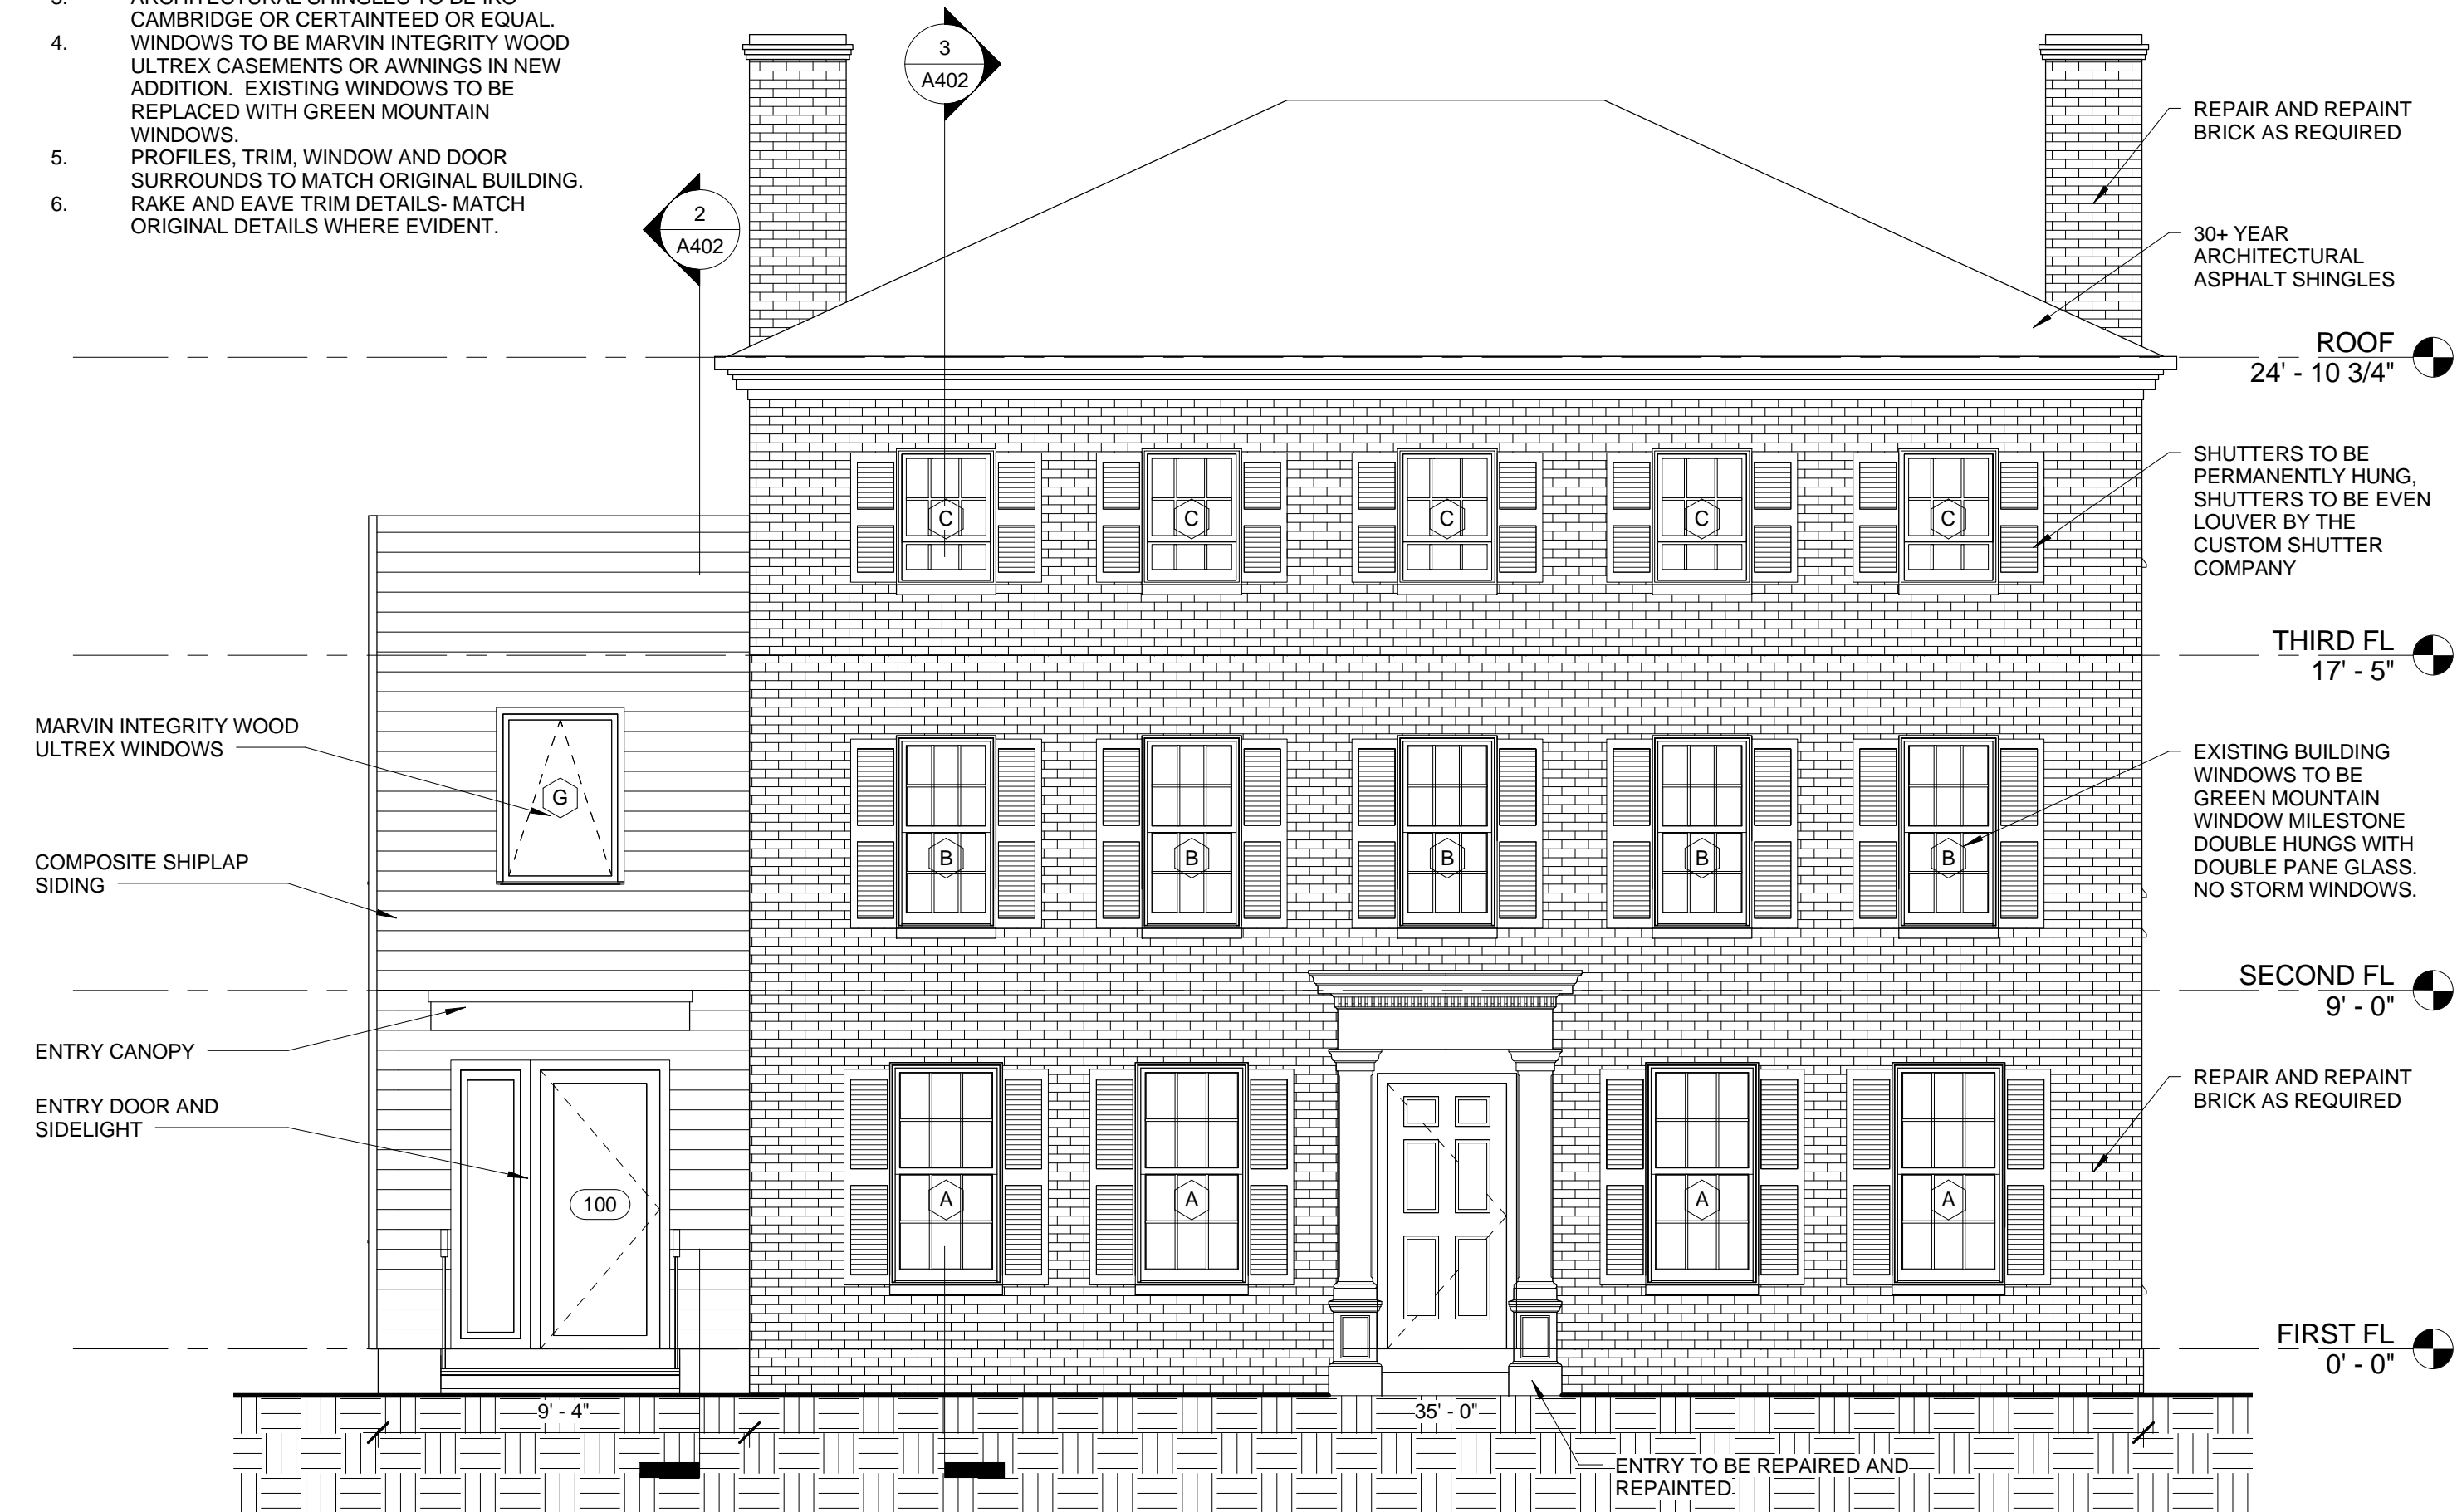 CAMBRIDGE OR CERTAINTEED OR EQUAL.
4. WINDOWS TO BE MARVIN INTEGRITY WOOD
ULTREX CASEMENTS OR AWNINGS IN NEW
ADDITION. EXISTING WINDOWS TO BE
REPLACED WITH GREEN MOUNTAIN
WINDOWS.
5. PROFILES, TRIM, WINDOW AND DOOR
SURROUNDS TO MATCH ORIGINAL BUILDING.
6. RAKE AND EAVE TRIM DETAILS- MATCH
ORIGINAL DETAILS WHERE EVIDENT.
3
A402
2
A402
REPAIR AND REPAINT
BRICK AS REQUIRED
30+ YEAR
ARCHITECTURAL
ASPHALT SHINGLES
ROOF
24' - 10 3/4"
SHUTTERS TO BE
PERMANENTLY HUNG,
SHUTTERS TO BE EVEN
LOUVER BY THE
CUSTOM SHUTTER
COMPANY
C
C
C
C
C
THIRD FL
17' - 5"
MARVIN INTEGRITY WOOD
ULTREX WINDOWS
G
B
B
B
B
B
EXISTING BUILDING
WINDOWS TO BE
GREEN MOUNTAIN
WINDOW MILESTONE
DOUBLE HUNGS WITH
DOUBLE PANE GLASS.
NO STORM WINDOWS.
COMPOSITE SHIPLAP
SIDING
SECOND FL
9' - 0"
ENTRY CANOPY
ENTRY DOOR AND
SIDELIGHT
REPAIR AND REPAINT
BRICK AS REQUIRED
100
A
A
A
A
FIRST FL
0' - 0"
9' - 4"
35' - 0"
ENTRY TO BE REPAIRED AND
REPAINTED